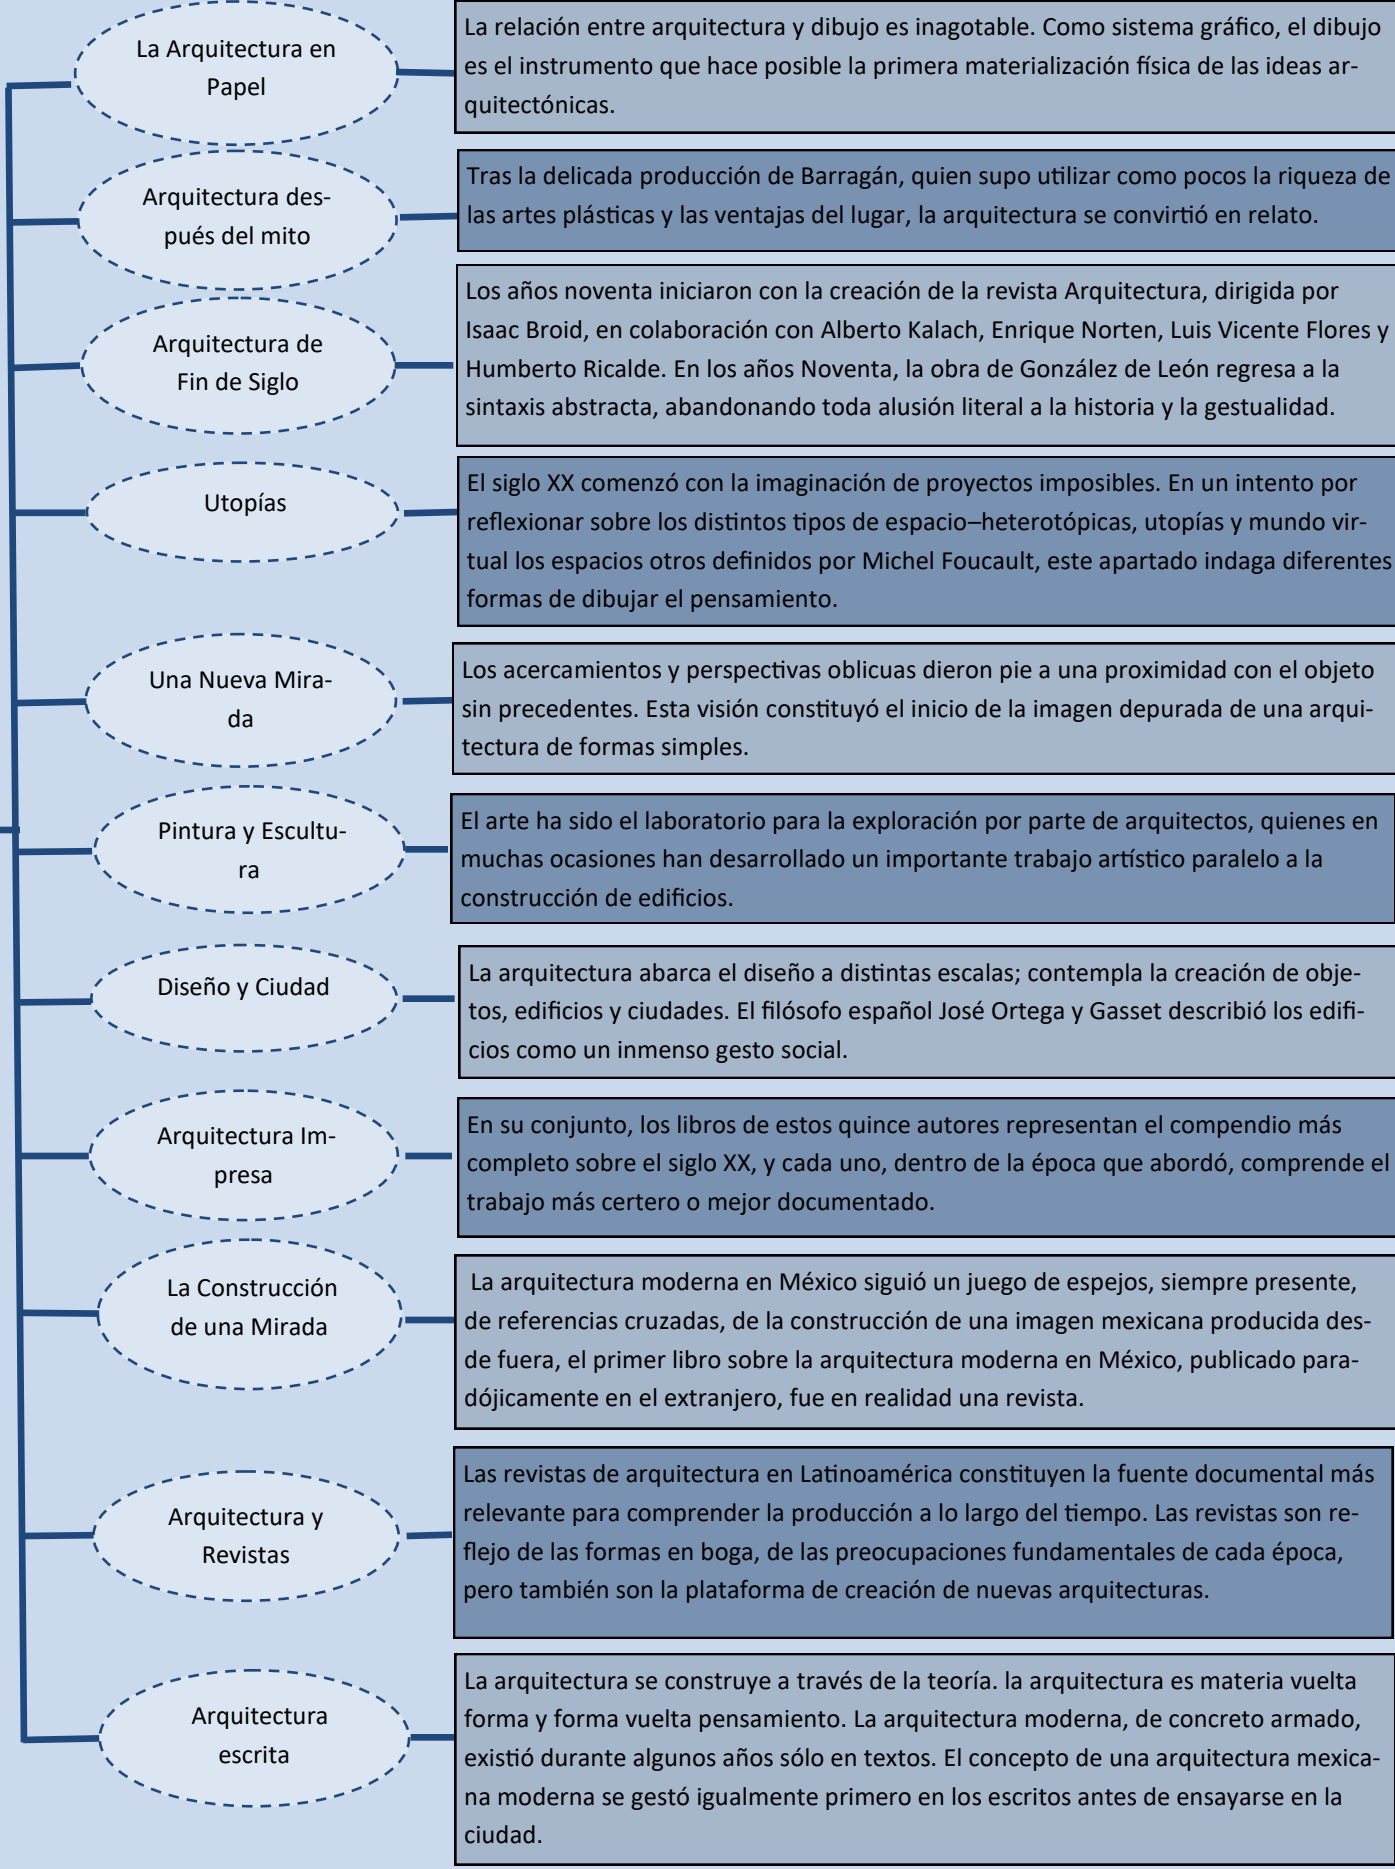 La Arquitectura en
Papel
La relación entre arquitectura y dibujo es inagotable. Como sistema gráfico, el dibujo
es el instrumento que hace posible la primera materialización física de las ideas ar-
quitectónicas.
Arquitectura des-
pués del mito
Tras la delicada producción de Barragán, quien supo utilizar como pocos la riqueza de
las artes plásticas y las ventajas del lugar, la arquitectura se convirtió en relato.
Arquitectura de
Fin de Siglo
Los años noventa iniciaron con la creación de la revista Arquitectura, dirigida por
Isaac Broid, en colaboración con Alberto Kalach, Enrique Norten, Luis Vicente Flores y
Humberto Ricalde. En los años Noventa, la obra de González de León regresa a la
sintaxis abstracta, abandonando toda alusión literal a la historia y la gestualidad.
Utopías
El siglo XX comenzó con la imaginación de proyectos imposibles. En un intento por
reflexionar sobre los distintos tipos de espacio–heterotópicas, utopías y mundo vir-
tual los espacios otros definidos por Michel Foucault, este apartado indaga diferentes
formas de dibujar el pensamiento.
Una Nueva Mira-
da
Los acercamientos y perspectivas oblicuas dieron pie a una proximidad con el objeto
sin precedentes. Esta visión constituyó el inicio de la imagen depurada de una arqui-
tectura de formas simples.
Pintura y Escultu-
ra
El arte ha sido el laboratorio para la exploración por parte de arquitectos, quienes en
muchas ocasiones han desarrollado un importante trabajo artístico paralelo a la
construcción de edificios.
Diseño y Ciudad
La arquitectura abarca el diseño a distintas escalas; contempla la creación de obje-
tos, edificios y ciudades. El filósofo español José Ortega y Gasset describió los edifi-
cios como un inmenso gesto social.
Arquitectura Im-
presa
En su conjunto, los libros de estos quince autores representan el compendio más
completo sobre el siglo XX, y cada uno, dentro de la época que abordó, comprende el
trabajo más certero o mejor documentado.
La Construcción
de una Mirada
La arquitectura moderna en México siguió un juego de espejos, siempre presente,
de referencias cruzadas, de la construcción de una imagen mexicana producida des-
de fuera, el primer libro sobre la arquitectura moderna en México, publicado para-
dójicamente en el extranjero, fue en realidad una revista.
Arquitectura y
Revistas
Las revistas de arquitectura en Latinoamérica constituyen la fuente documental más
relevante para comprender la producción a lo largo del tiempo. Las revistas son re-
flejo de las formas en boga, de las preocupaciones fundamentales de cada época,
pero también son la plataforma de creación de nuevas arquitecturas.
Arquitectura
escrita
La arquitectura se construye a través de la teoría. la arquitectura es materia vuelta
forma y forma vuelta pensamiento. La arquitectura moderna, de concreto armado,
existió durante algunos años sólo en textos. El concepto de una arquitectura mexica-
na moderna se gestó igualmente primero en los escritos antes de ensayarse en la
ciudad.